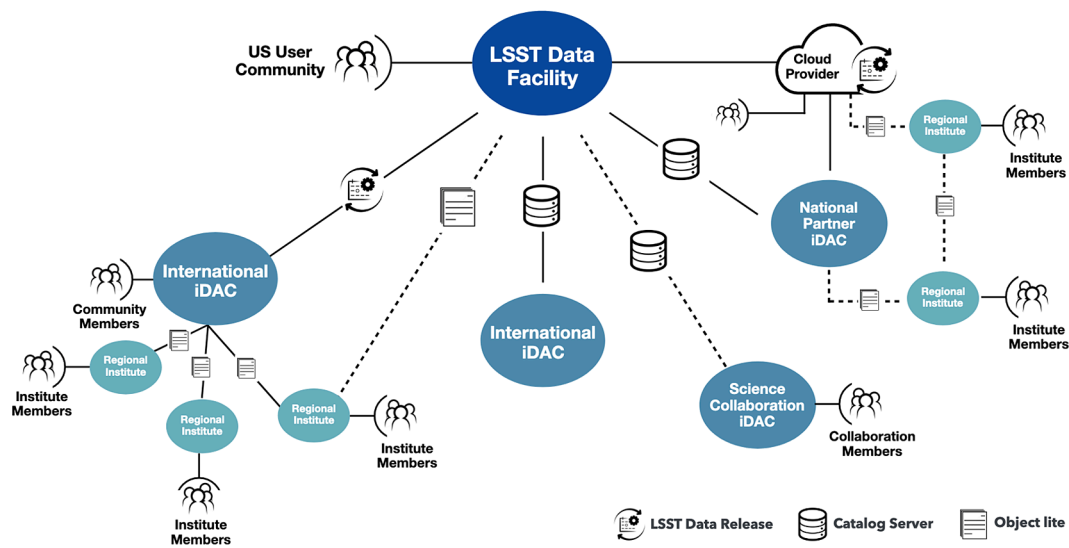 US User
Community
LSST Data
Facility
Cloud
Provider
Regional
Institute
Institute
Members
National
Partner
iDAC
International
iDAC
Community
Members
Regional
Institute
Institute
Members
International
iDAC
Regional
Institute
Institute
Members
Regional
Institute
Institute
Members
Regional
Institute
Institute
Members
Science
Collaboration
iDAC
Collaboration
Members
LSST Data Release
Catalog Server
Object lite